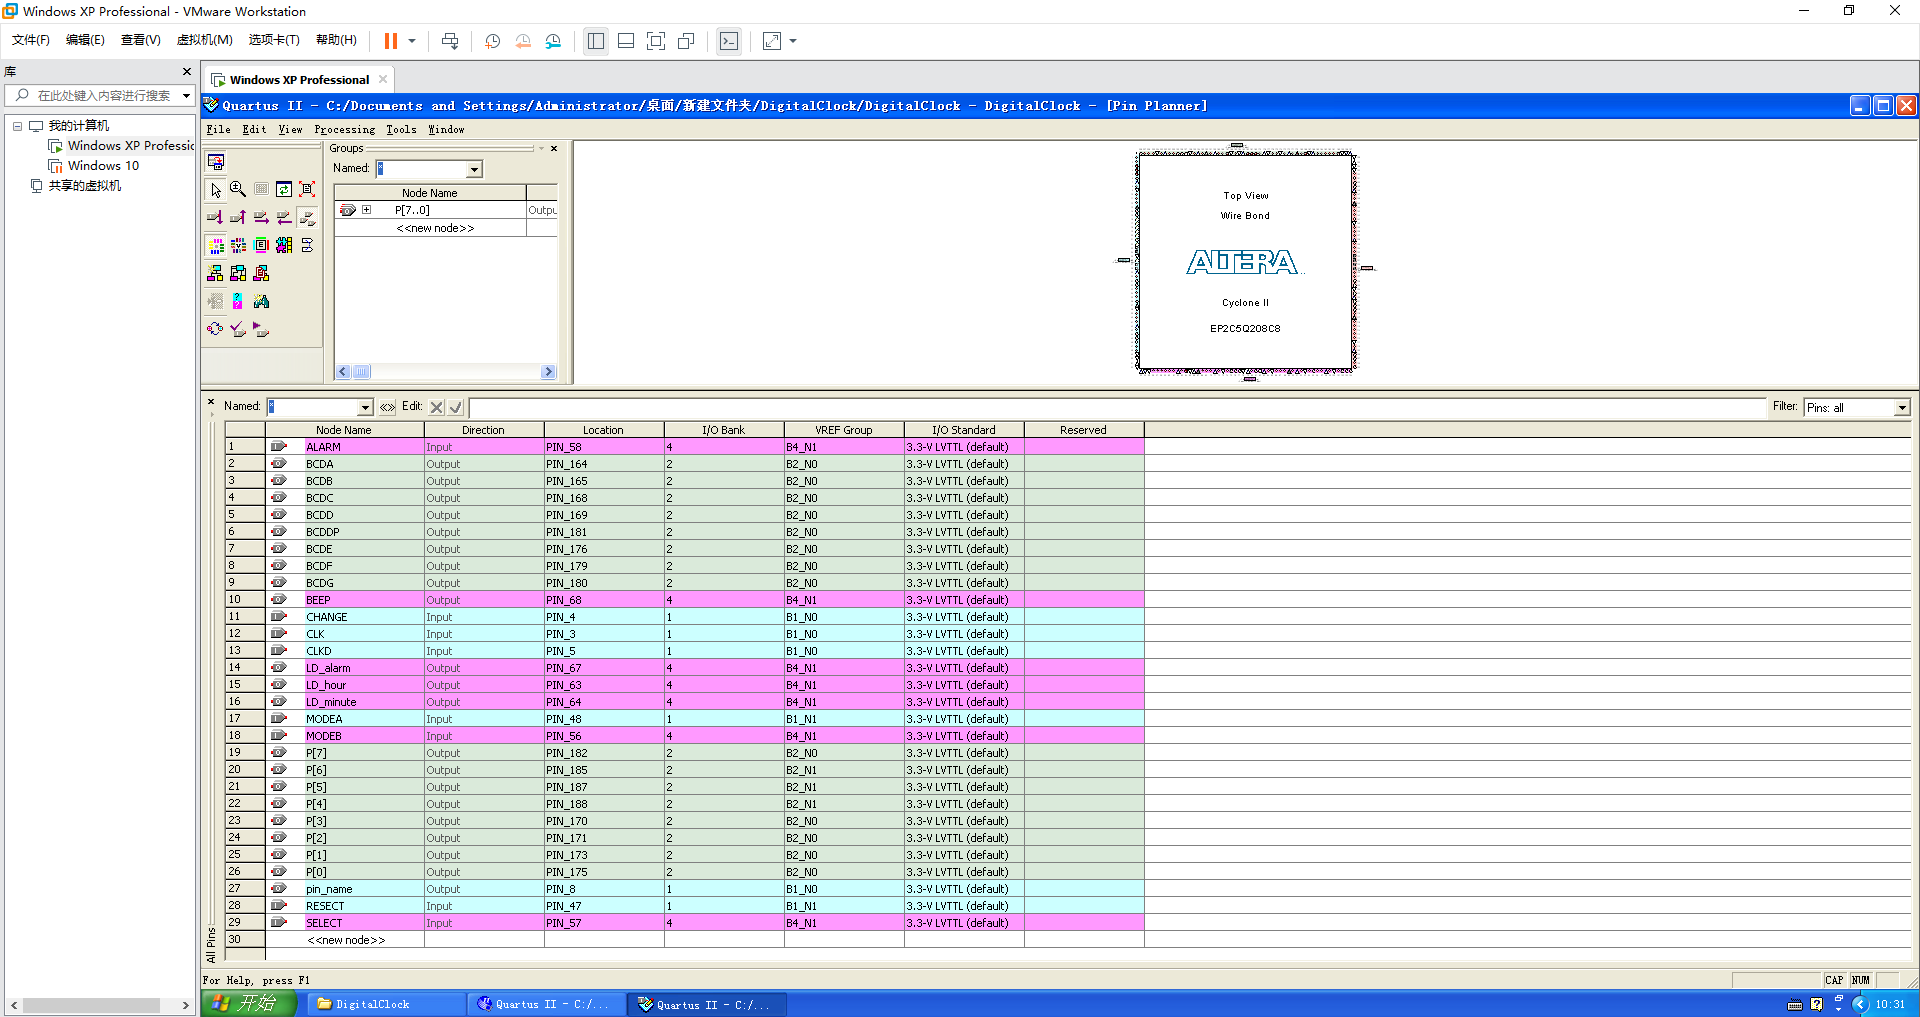 Windows XP Professional - VMware Workstation
文件(F) 编辑(E) 查看(V) 虚拟机(M) 选项卡(T) 帮助(H)
库
在此处键入内容进行搜索
我的计算机
Windows XP Professic
Windows 10
共享的虚拟机
Windows XP Professional
Quartus II - C:/Documents and Settings/Administrator/桌面/新建文件夹/DigitalClock/DigitalClock - DigitalClock - [Pin Planner]
File Edit View Processing Tools Window
Groups
Named: *
Node Name
P[7..0] Outpu
<<new node>>
Top View
Wire Bond
ALTERA
Cyclone II
EP2C5Q208C8
Named: * Edit: Filter: Pins: all
Node Name Direction Location I/O Bank VREF Group I/O Standard Reserved
1 ALARM Input PIN_58 4 B4_N1 3.3-V LVTTL (default)
2 BCDA Output PIN_164 2 B2_N0 3.3-V LVTTL (default)
3 BCDB Output PIN_165 2 B2_N0 3.3-V LVTTL (default)
4 BCDC Output PIN_168 2 B2_N0 3.3-V LVTTL (default)
5 BCDD Output PIN_169 2 B2_N0 3.3-V LVTTL (default)
6 BCDDP Output PIN_181 2 B2_N0 3.3-V LVTTL (default)
7 BCDE Output PIN_176 2 B2_N0 3.3-V LVTTL (default)
8 BCDF Output PIN_179 2 B2_N0 3.3-V LVTTL (default)
9 BCDG Output PIN_180 2 B2_N0 3.3-V LVTTL (default)
10 BEEP Output PIN_68 4 B4_N1 3.3-V LVTTL (default)
11 CHANGE Input PIN_4 1 B1_N0 3.3-V LVTTL (default)
12 CLK Input PIN_3 1 B1_N0 3.3-V LVTTL (default)
13 CLKD Input PIN_5 1 B1_N0 3.3-V LVTTL (default)
14 LD_alarm Output PIN_67 4 B4_N1 3.3-V LVTTL (default)
15 LD_hour Output PIN_63 4 B4_N1 3.3-V LVTTL (default)
16 LD_minute Output PIN_64 4 B4_N1 3.3-V LVTTL (default)
17 MODEA Input PIN_48 1 B1_N1 3.3-V LVTTL (default)
18 MODEB Input PIN_56 4 B4_N1 3.3-V LVTTL (default)
19 P[7] Output PIN_182 2 B2_N0 3.3-V LVTTL (default)
20 P[6] Output PIN_185 2 B2_N1 3.3-V LVTTL (default)
21 P[5] Output PIN_187 2 B2_N1 3.3-V LVTTL (default)
22 P[4] Output PIN_188 2 B2_N1 3.3-V LVTTL (default)
23 P[3] Output PIN_170 2 B2_N0 3.3-V LVTTL (default)
24 P[2] Output PIN_171 2 B2_N0 3.3-V LVTTL (default)
25 P[1] Output PIN_173 2 B2_N0 3.3-V LVTTL (default)
26 P[0] Output PIN_175 2 B2_N0 3.3-V LVTTL (default)
27 pin_name Output PIN_8 1 B1_N0 3.3-V LVTTL (default)
28 RESECT Input PIN_47 1 B1_N1 3.3-V LVTTL (default)
29 SELECT Input PIN_57 4 B4_N1 3.3-V LVTTL (default)
30 <<new node>>
All Pins
For Help, press F1 CAP NUM
开始 DigitalClock Quartus II - C:/... Quartus II - C:/... 10:31